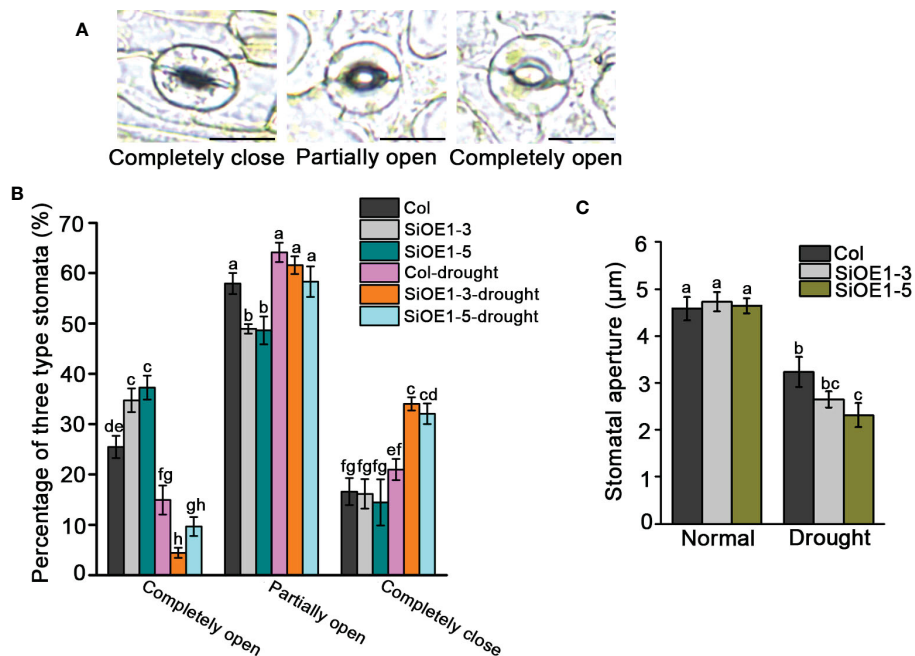 A
Completely close
Partially open
Completely open
B
Percentage of three type stomata (%)
70
60
50
40
30
20
10
0
Col
SiOE1-3
SiOE1-5
Col-drought
SiOE1-3-drought
SiOE1-5-drought
de
c
c
fg
h
gh
a
b
b
a
a
a
fg
fg
fg
ef
c
cd
Completely open
Partially open
Completely close
C
Stomatal aperture (μm)
6
5
4
3
2
1
0
Col
SiOE1-3
SiOE1-5
a
a
a
b
bc
c
Normal
Drought